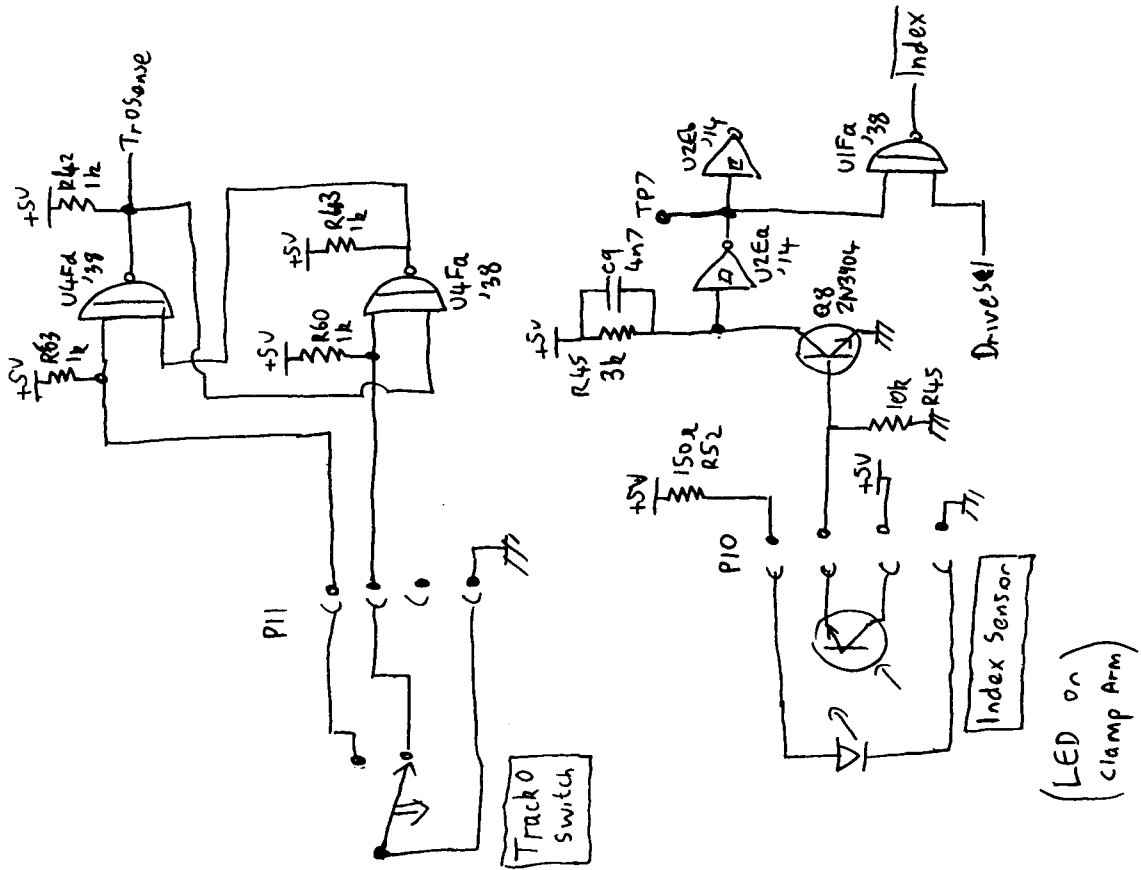 +5V
R42
1k
Tr0Sense
U4Fd
'38
+5V
R63
1k
+5V
R43
1k
+5V
R60
1k
U4Fa
'38
P11
Track 0
switch
+5V
R45
3k
C9
4n7
TP7
U2Eb
'14
U2Ea
'14
U1Fa
'38
Index
DriveSel
Q8
2N3904
+5V
150Ω
R52
10k
R45
+5V
P10
Index Sensor
(LED on
Clamp Arm)